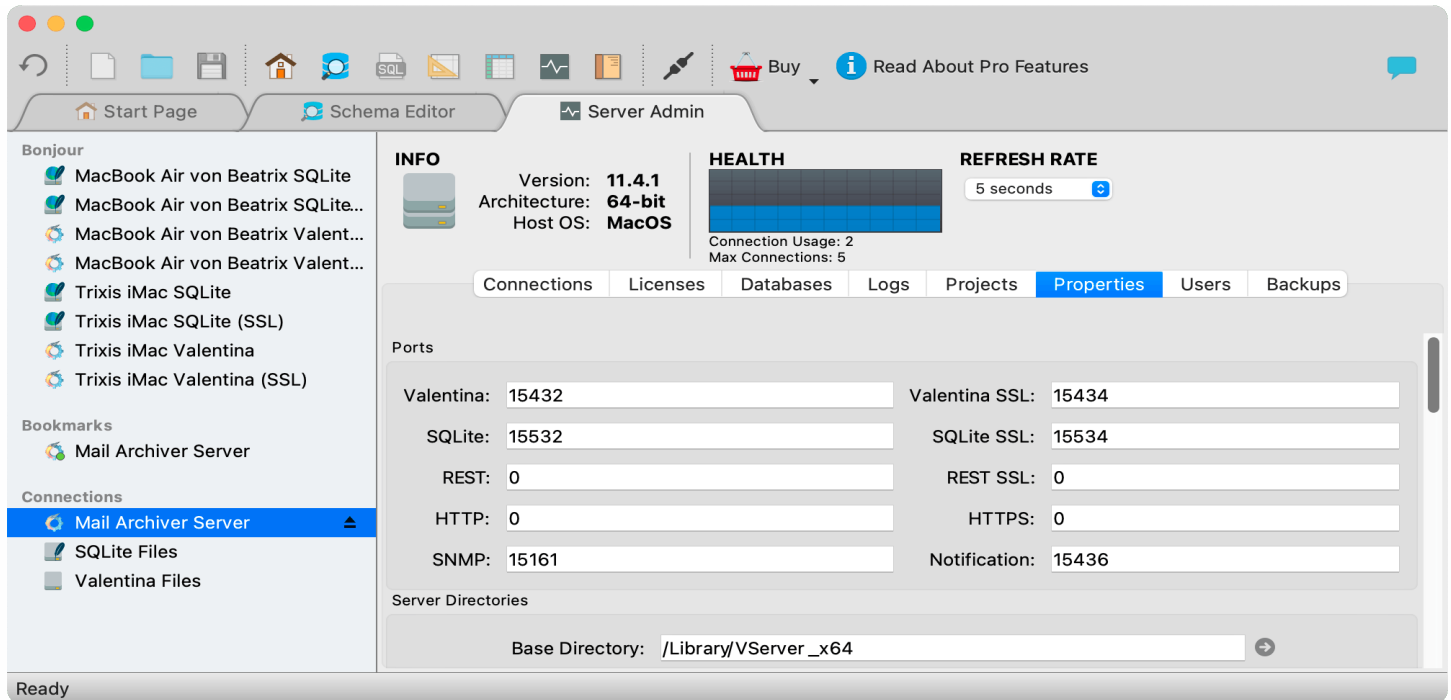 SQL
Buy
Read About Pro Features
Start Page
Schema Editor
Server Admin
Bonjour
MacBook Air von Beatrix SQLite
MacBook Air von Beatrix SQLite...
MacBook Air von Beatrix Valent...
MacBook Air von Beatrix Valent...
Trixis iMac SQLite
Trixis iMac SQLite (SSL)
Trixis iMac Valentina
Trixis iMac Valentina (SSL)
Bookmarks
Mail Archiver Server
Connections
Mail Archiver Server
SQLite Files
Valentina Files
INFO
Version: 11.4.1
Architecture: 64-bit
Host OS: MacOS
HEALTH
Connection Usage: 2
Max Connections: 5
REFRESH RATE
5 seconds
Connections Licenses Databases Logs Projects Properties Users Backups
Ports
Valentina: 15432 Valentina SSL: 15434
SQLite: 15532 SQLite SSL: 15534
REST: 0 REST SSL: 0
HTTP: 0 HTTPS: 0
SNMP: 15161 Notification: 15436
Server Directories
Base Directory: /Library/VServer_x64
Ready